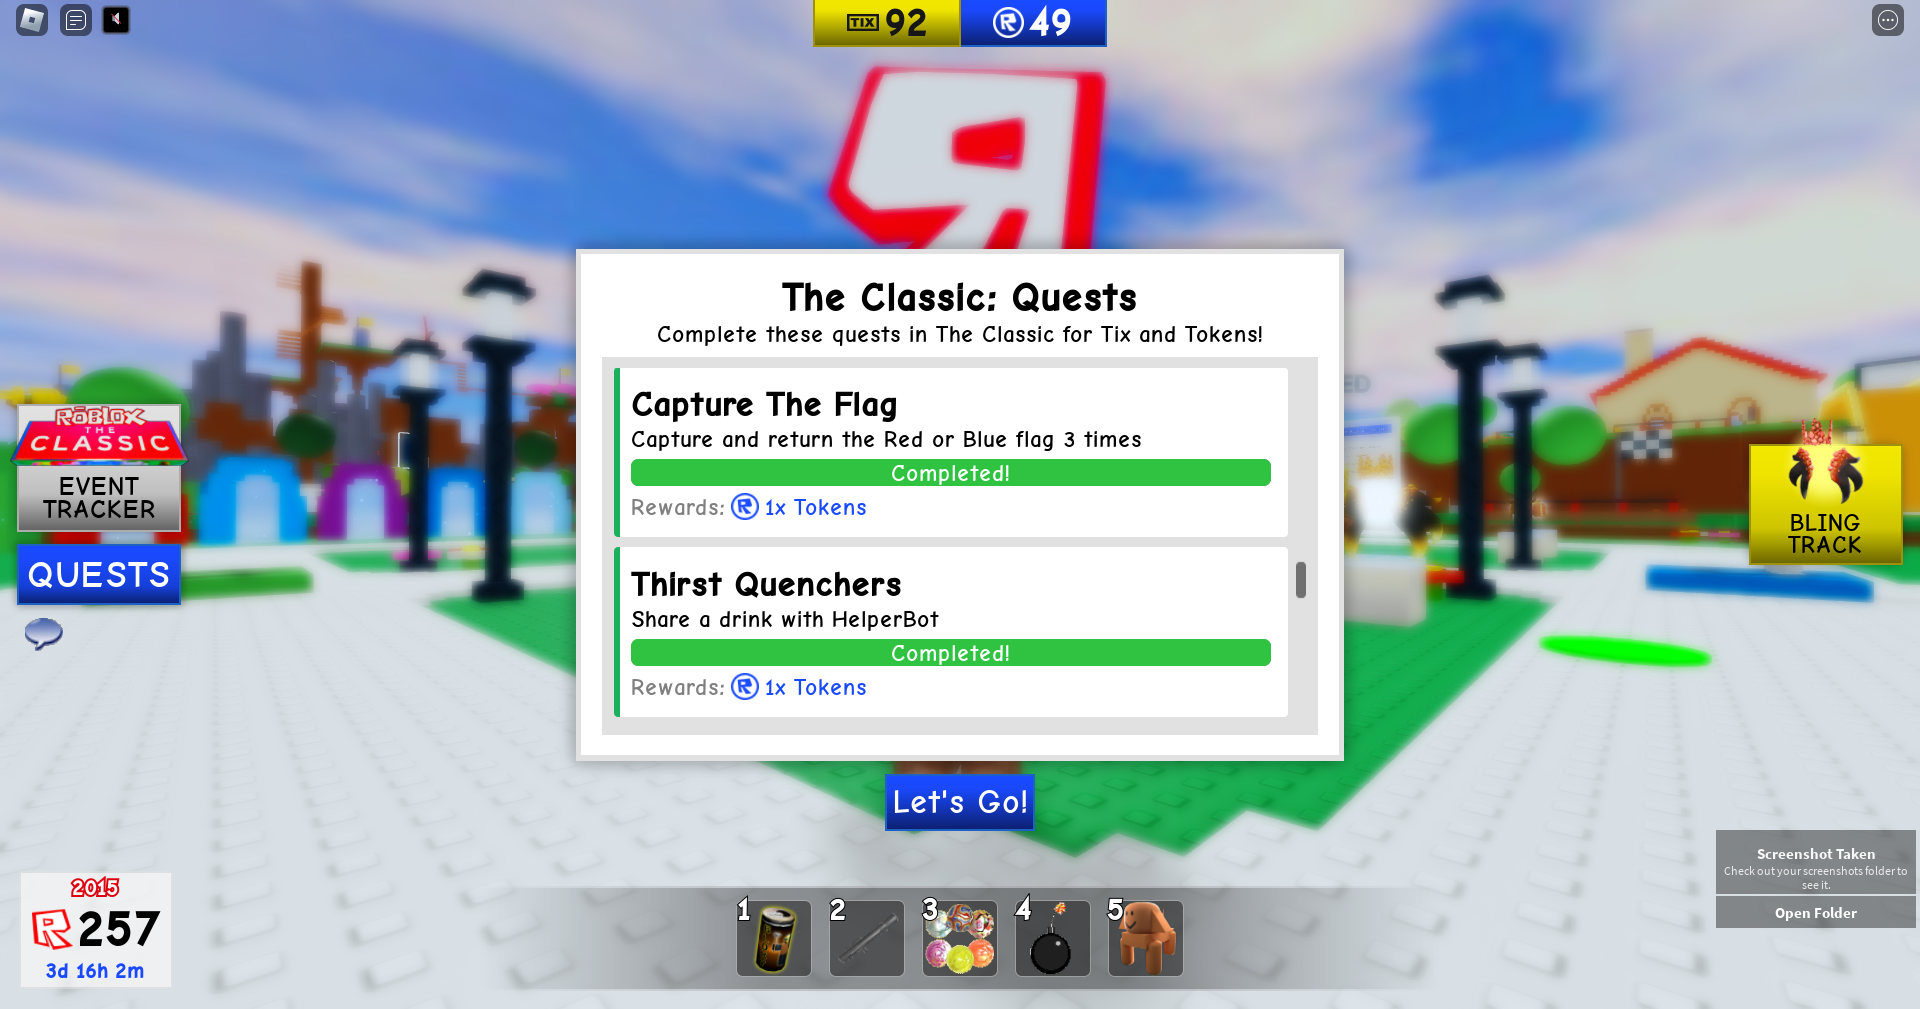 TIX 92
R 49
The Classic: Quests
Complete these quests in The Classic for Tix and Tokens!
Capture The Flag
Capture and return the Red or Blue flag 3 times
Completed!
Rewards: R 1x Tokens
Thirst Quenchers
Share a drink with HelperBot
Completed!
Rewards: R 1x Tokens
Let's Go!
ROBLOX
THE
CLASSIC
EVENT
TRACKER
QUESTS
BLING
TRACK
2015
R 257
3d 16h 2m
1
2
3
4
5
Screenshot Taken
Check out your screenshots folder to
see it.
Open Folder